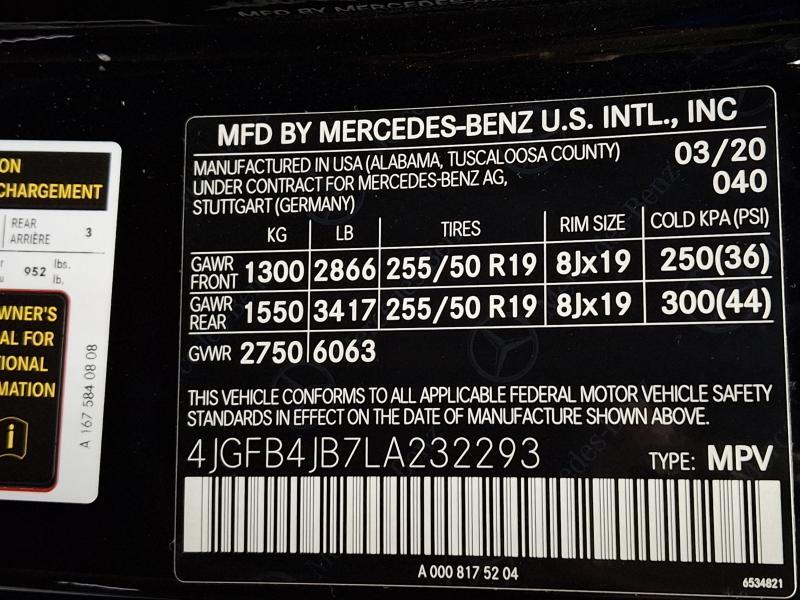 MFD BY MERCEDES-BENZ U.S. INTL., INC
MANUFACTURED IN USA (ALABAMA, TUSCALOOSA COUNTY) 03/20
UNDER CONTRACT FOR MERCEDES-BENZ AG, 040
STUTTGART (GERMANY)
KG LB TIRES RIM SIZE COLD KPA (PSI)
GAWR FRONT 1300 2866 255/50 R19 8Jx19 250(36)
GAWR REAR 1550 3417 255/50 R19 8Jx19 300(44)
GVWR 2750 6063
THIS VEHICLE CONFORMS TO ALL APPLICABLE FEDERAL MOTOR VEHICLE SAFETY
STANDARDS IN EFFECT ON THE DATE OF MANUFACTURE SHOWN ABOVE.
4JGFB4JB7LA232293 TYPE: MPV
A 000 817 52 04
6534821
ON
CHARGEMENT
REAR
ARRIÈRE 3
952 lbs.
lb.
WNER'S
AL FOR
TIONAL
MATION
i
A 167 584 08 08